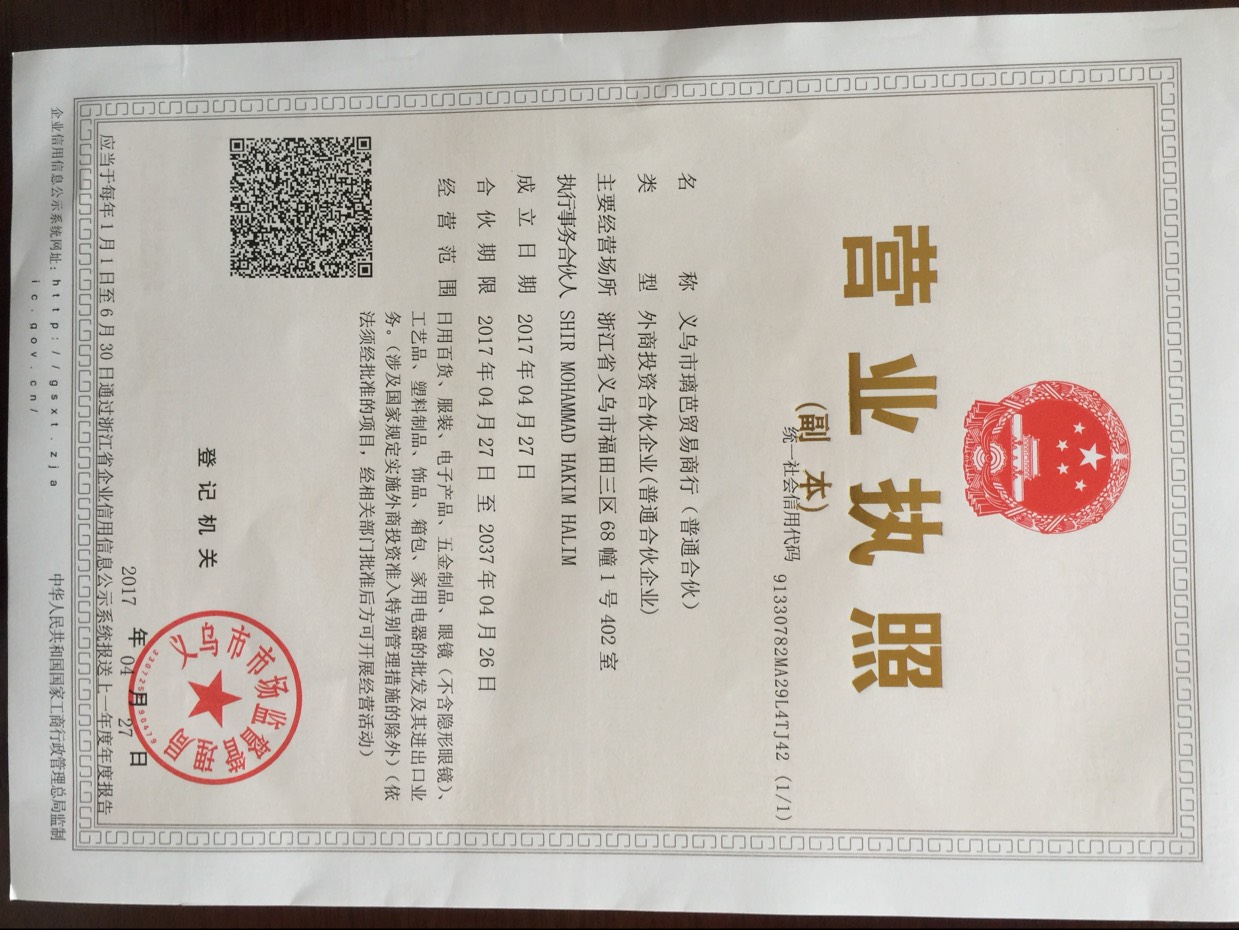 营业执照
（副 本）
统一社会信用代码 91330782MA29L4TJ42 (1/1)
名 称 义乌市璃芭贸易商行（普通合伙）
类 型 外商投资合伙企业(普通合伙企业)
主要经营场所 浙江省义乌市福田三区68幢1号402室
执行事务合伙人 SHIR MOHAMMAD HAKIM HALIM
成 立 日 期 2017年04月27日
合 伙 期 限 2017年04月27日 至 2037年04月26日
经 营 范 围 日用百货、服装、电子产品、五金制品、眼镜（不含隐形眼镜）、
工艺品、塑料制品、饰品、箱包、家用电器的批发及其进出口业
务。（涉及国家规定实施外商投资准入特别管理措施的除外）（依
法须经批准的项目，经相关部门批准后方可开展经营活动）
登 记 机 关
义乌市市场监督管理局
2017 年 04 月 27 日
应当于每年1月1日至6月30日通过浙江省企业信用信息公示系统报送上一年度年度报告
企业信用信息公示系统网址：http://gsxt.zja
ic.gov.cn/
中华人民共和国国家工商行政管理总局监制